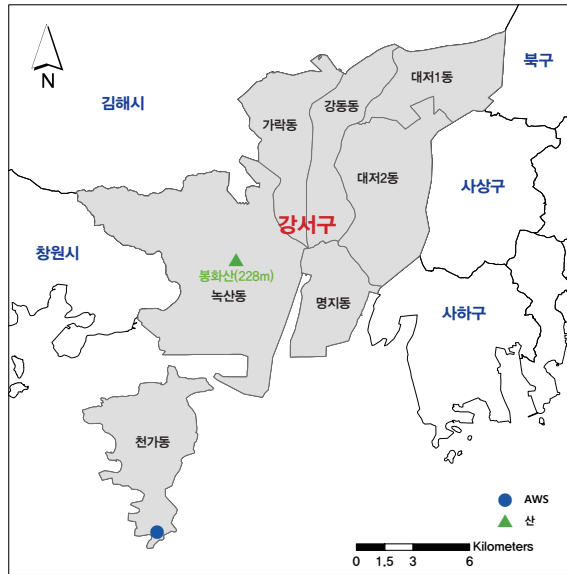 N
북구
대저1동
김해시
강동동
가락동
대저2동
사상구
강서구
창원시
봉화산(228m)
녹산동
명지동
사하구
천가동
AWS
산
Kilometers
0 1.5 3 6